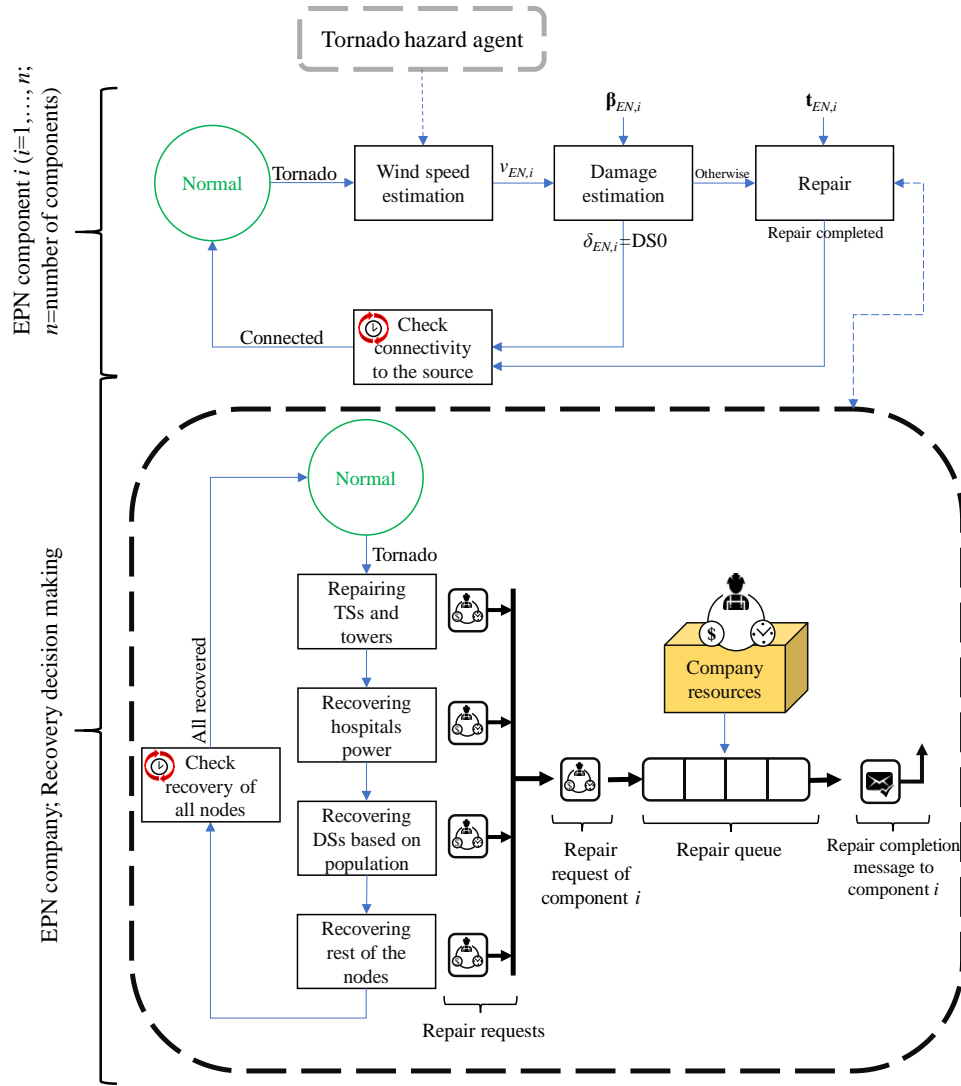 Tornado hazard agent
EPN component i (i=1,…, n;
n=number of components)
β_EN,i
t_EN,i
Normal
Tornado
Wind speed
estimation
v_EN,i
Damage
estimation
Otherwise
Repair
δ_EN,i=DS0
Repair completed
Connected
Check
connectivity
to the source
EPN company; Recovery decision making
Normal
Tornado
All recovered
Repairing
TSs and
towers
Recovering
hospitals
power
Check
recovery of
all nodes
Recovering
DSs based on
population
Recovering
rest of the
nodes
Repair requests
$
Company
resources
Repair
request of
component i
Repair queue
Repair completion
message to
component i